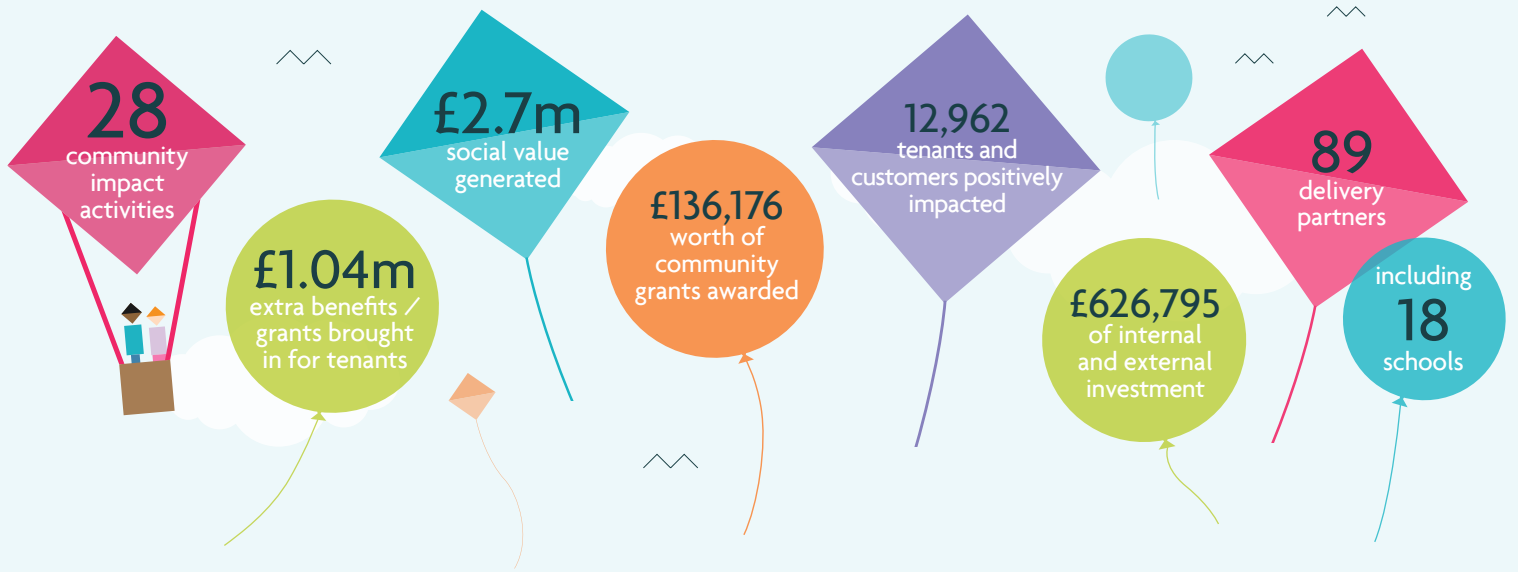 28
community
impact
activities
£1.04m
extra benefits /
grants brought
in for tenants
£2.7m
social value
generated
£136,176
worth of
community
grants awarded
12,962
tenants and
customers positively
impacted
£626,795
of internal
and external
investment
89
delivery
partners
including
18
schools